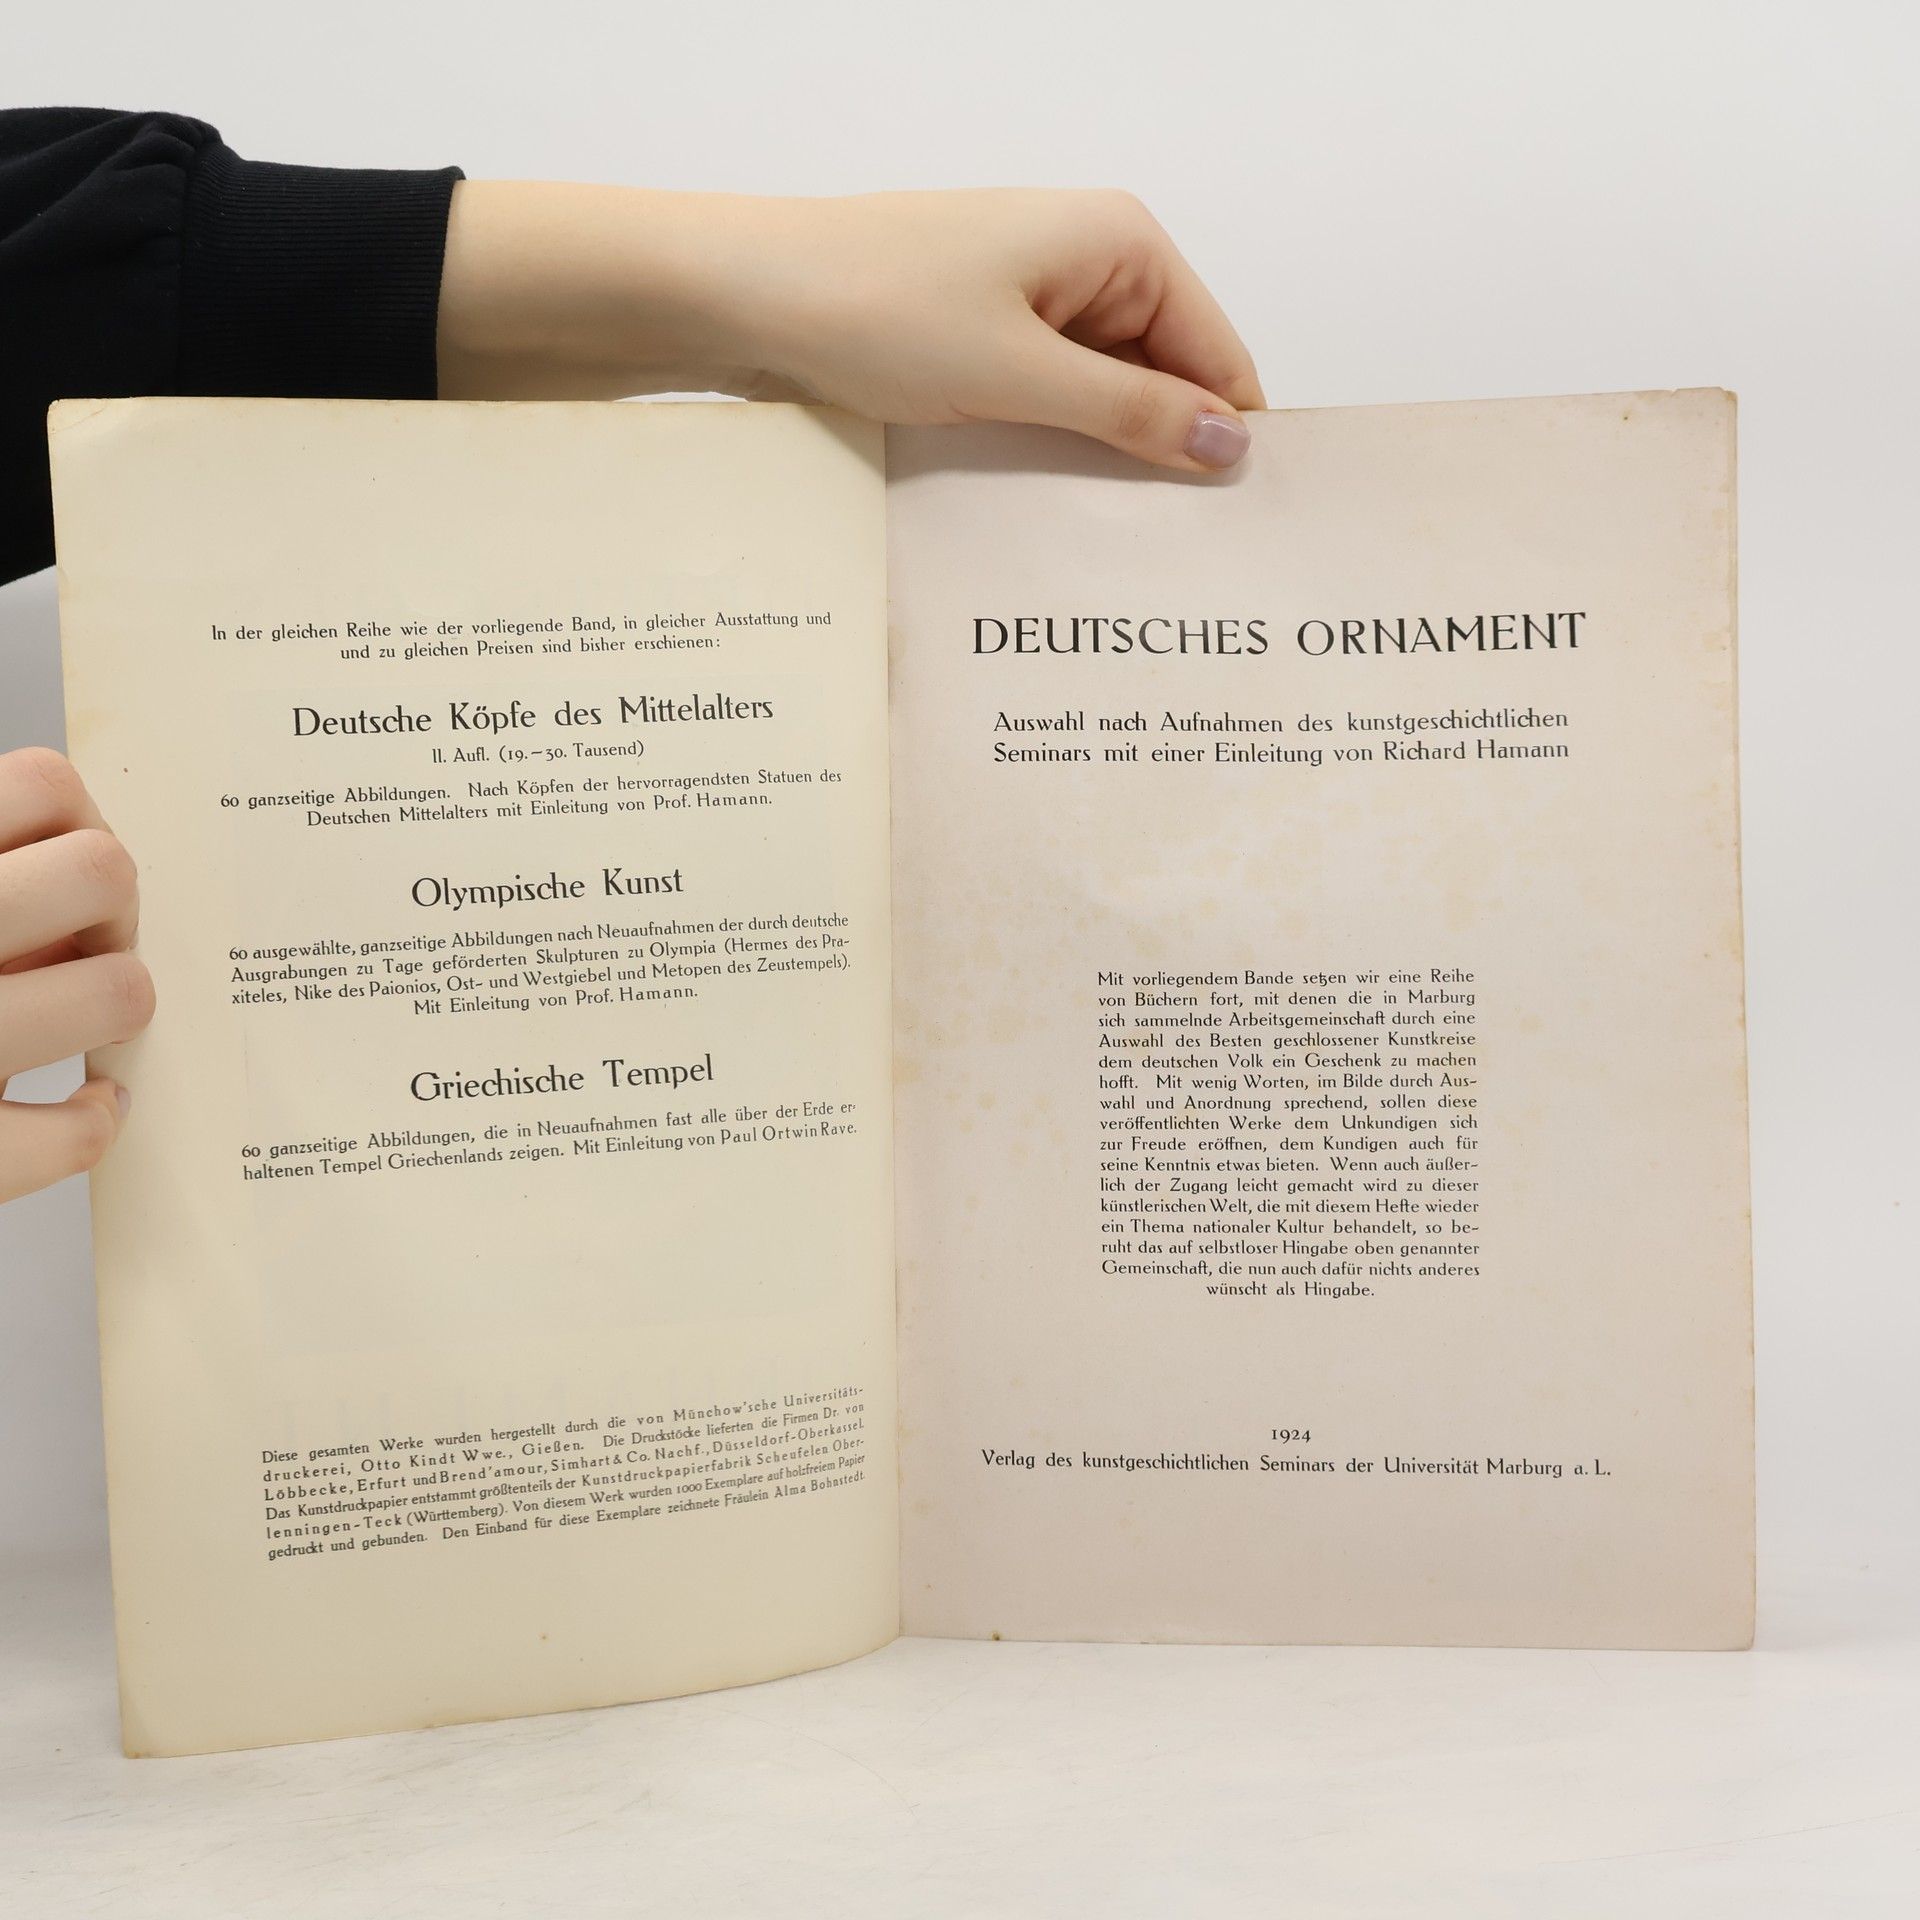 In der gleichen Reihe wie der vorliegende Band, in gleicher Ausstattung und
und zu gleichen Preisen sind bisher erschienen:
Deutsche Köpfe des Mittelalters
II. Aufl. (19.–30. Tausend)
60 ganzseitige Abbildungen. Nach Köpfen der hervorragendsten Statuen des
Deutschen Mittelalters mit Einleitung von Prof. Hamann.
Olympische Kunst
60 ausgewählte, ganzseitige Abbildungen nach Neuaufnahmen der durch deutsche
Ausgrabungen zu Tage geförderten Skulpturen zu Olympia (Hermes des Pra-
xiteles, Nike des Paionios, Ost- und Westgiebel und Metopen des Zeustempels).
Mit Einleitung von Prof. Hamann.
Griechische Tempel
60 ganzseitige Abbildungen, die in Neuaufnahmen fast alle über der Erde er-
haltenen Tempel Griechenlands zeigen. Mit Einleitung von Paul Ortwin Rave.
Diese gesamten Werke wurden hergestellt durch die von Münchow'sche Universitäts-
druckerei, Otto Kindt Wwe., Gießen. Die Druckstöcke lieferten die Firmen Dr. von
Löbbecke, Erfurt und Brend'amour, Simhart & Co. Nachf., Düsseldorf-Oberkassel.
Das Kunstdruckpapier entstammt größtenteils der Kunstdruckpapierfabrik Scheufelen Ober-
lenningen-Teck (Württemberg). Von diesem Werk wurden 1000 Exemplare auf holzfreiem Papier
gedruckt und gebunden. Den Einband für diese Exemplare zeichnete Fräulein Alma Bohnstedt.
DEUTSCHES ORNAMENT
Auswahl nach Aufnahmen des kunstgeschichtlichen
Seminars mit einer Einleitung von Richard Hamann
Mit vorliegendem Bande setzen wir eine Reihe
von Büchern fort, mit denen die in Marburg
sich sammelnde Arbeitsgemeinschaft durch eine
Auswahl des Besten geschlossener Kunstkreise
dem deutschen Volk ein Geschenk zu machen
hofft. Mit wenig Worten, im Bilde durch Aus-
wahl und Anordnung sprechend, sollen diese
veröffentlichten Werke dem Unkundigen sich
zur Freude eröffnen, dem Kundigen auch für
seine Kenntnis etwas bieten. Wenn auch äußer-
lich der Zugang leicht gemacht wird zu dieser
künstlerischen Welt, die mit diesem Hefte wieder
ein Thema nationaler Kultur behandelt, so be-
ruht das auf selbstloser Hingabe oben genannter
Gemeinschaft, die nun auch dafür nichts anderes
wünscht als Hingabe.
1924
Verlag des kunstgeschichtlichen Seminars der Universität Marburg a. L.